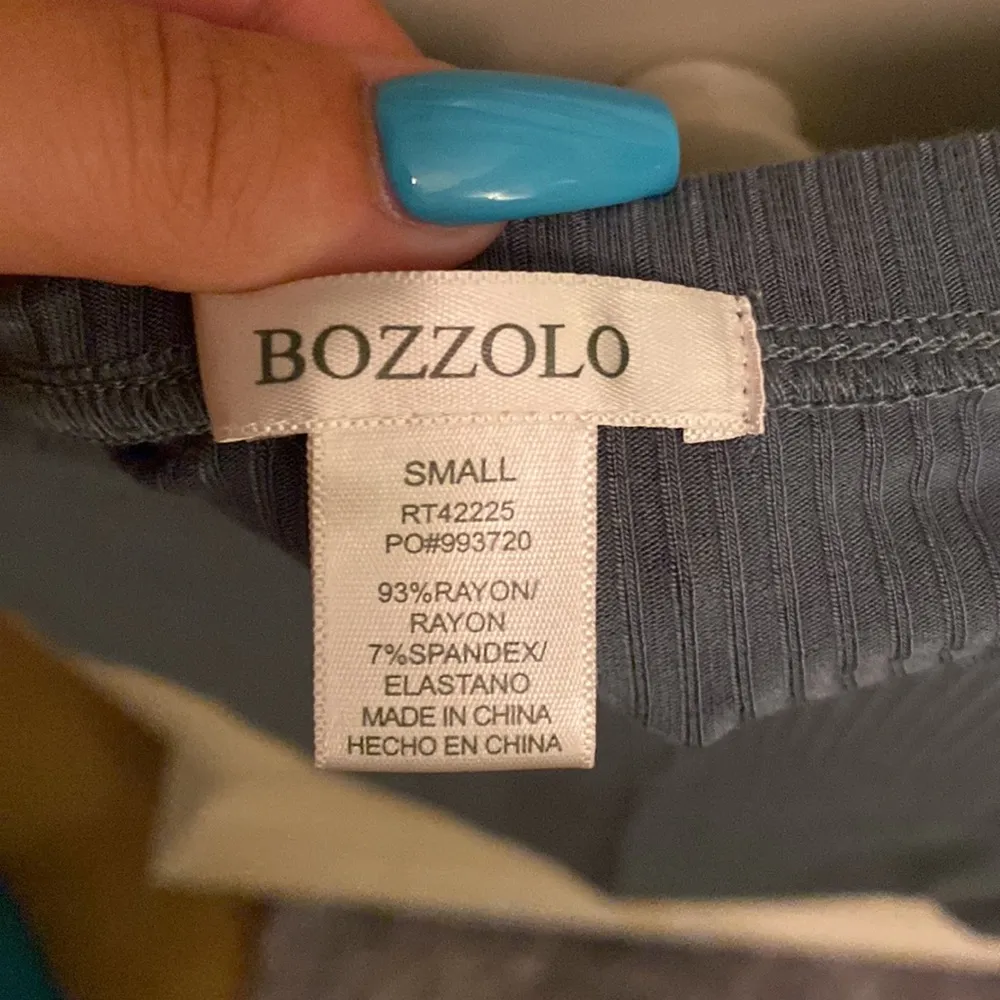 BOZZOLO
SMALL
RT42225
PO#993720
93%RAYON/
RAYON
7%SPANDEX/
ELASTANO
MADE IN CHINA
HECHO EN CHINA